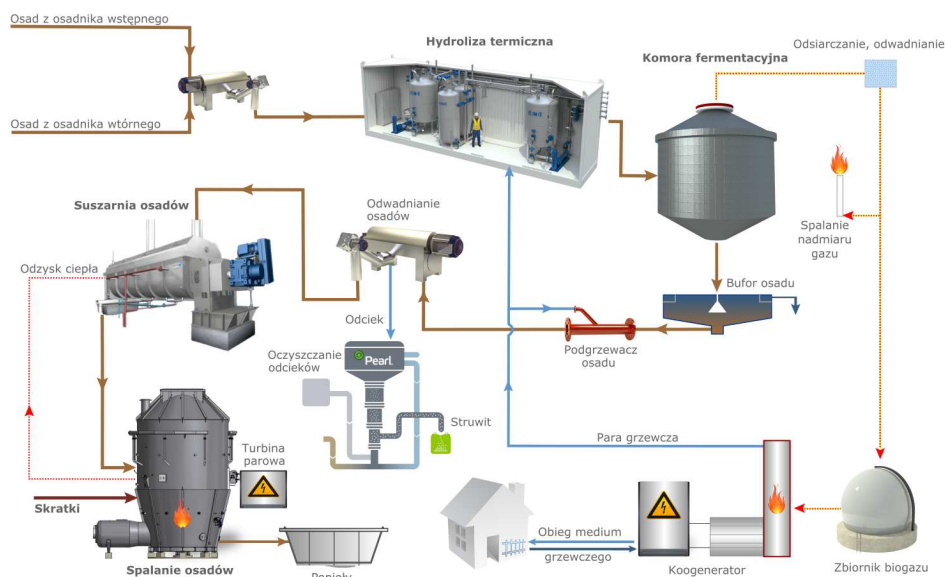 Osad z osadnika wstępnego
Hydroliza termiczna
Odsiarczanie, odwadnianie
Komora fermentacyjna
Osad z osadnika wtórnego
Suszarnia osadów
Odwadnianie
osadów
Spalanie
nadmiaru
gazu
Odzysk ciepła
Bufor osadu
Odciek
Podgrzewacz
osadu
Oczyszczanie
odcieków
Pearl
Struwit
Para grzewcza
Turbina
parowa
Skratki
Obieg medium
grzewczego
Spalanie osadów
Popioły
Koogenerator
Zbiornik biogazu